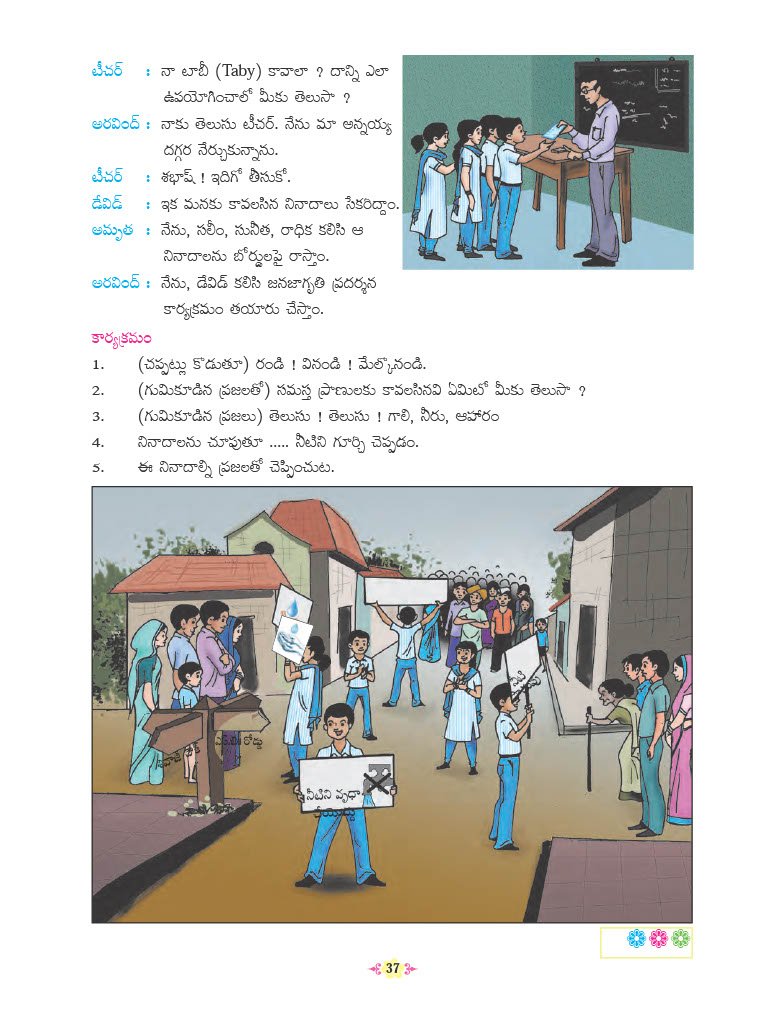 టీచర్ : నా టాబీ (Taby) కావాలా ? దాన్ని ఎలా
ఉపయోగించాలో మీకు తెలుసా ?
అరవింద్ : నాకు తెలుసు టీచర్. నేను మా అన్నయ్య
దగ్గర నేర్చుకున్నాను.
టీచర్ : శభాష్ ! ఇదిగో తీసుకో.
డేవిడ్ : ఇక మనకు కావలసిన నినాదాలు సేకరిద్దాం.
అమృత : నేను, సలీం, సునీత, రాధిక కలిసి ఆ
నినాదాలను బోర్డులపై రాస్తాం.
అరవింద్ : నేను, డేవిడ్ కలిసి జనజాగృతి ప్రదర్శన
కార్యక్రమం తయారు చేస్తాం.
కార్యక్రమం
1. (చప్పట్లు కొడుతూ) రండి ! వినండి ! మేల్కొనండి.
2. (గుమికూడిన ప్రజలతో) సమస్త ప్రాణులకు కావలసినవి ఏమిటో మీకు తెలుసా ?
3. (గుమికూడిన ప్రజలు) తెలుసు ! తెలుసు ! గాలి, నీరు, ఆహారం
4. నినాదాలను చూపుతూ ..... నీటిని గూర్చి చెప్పడం.
5. ఈ నినాదాల్ని ప్రజలతో చెప్పించుట.
రోడ్డు
నీటిని వృధా
చేయవద్దు
37